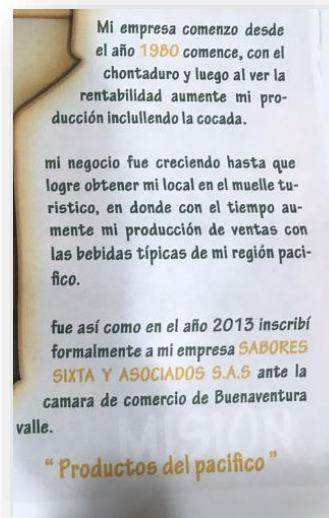 Mi empresa comenzo desde
el año 1980 comence, con el
chontaduro y luego al ver la
rentabilidad aumente mi pro-
ducción inclullendo la cocada.
mi negocio fue creciendo hasta que
logre obtener mi local en el muelle tu-
ristico, en donde con el tiempo au-
mente mi producción de ventas con
las bebidas típicas de mi región paci-
fico.
fue así como en el año 2013 inscribí
formalmente a mi empresa SABORES
SIXTA Y ASOCIADOS S.A.S ante la
camara de comercio de Buenaventura
valle.
MISION
" Productos del pacifico "